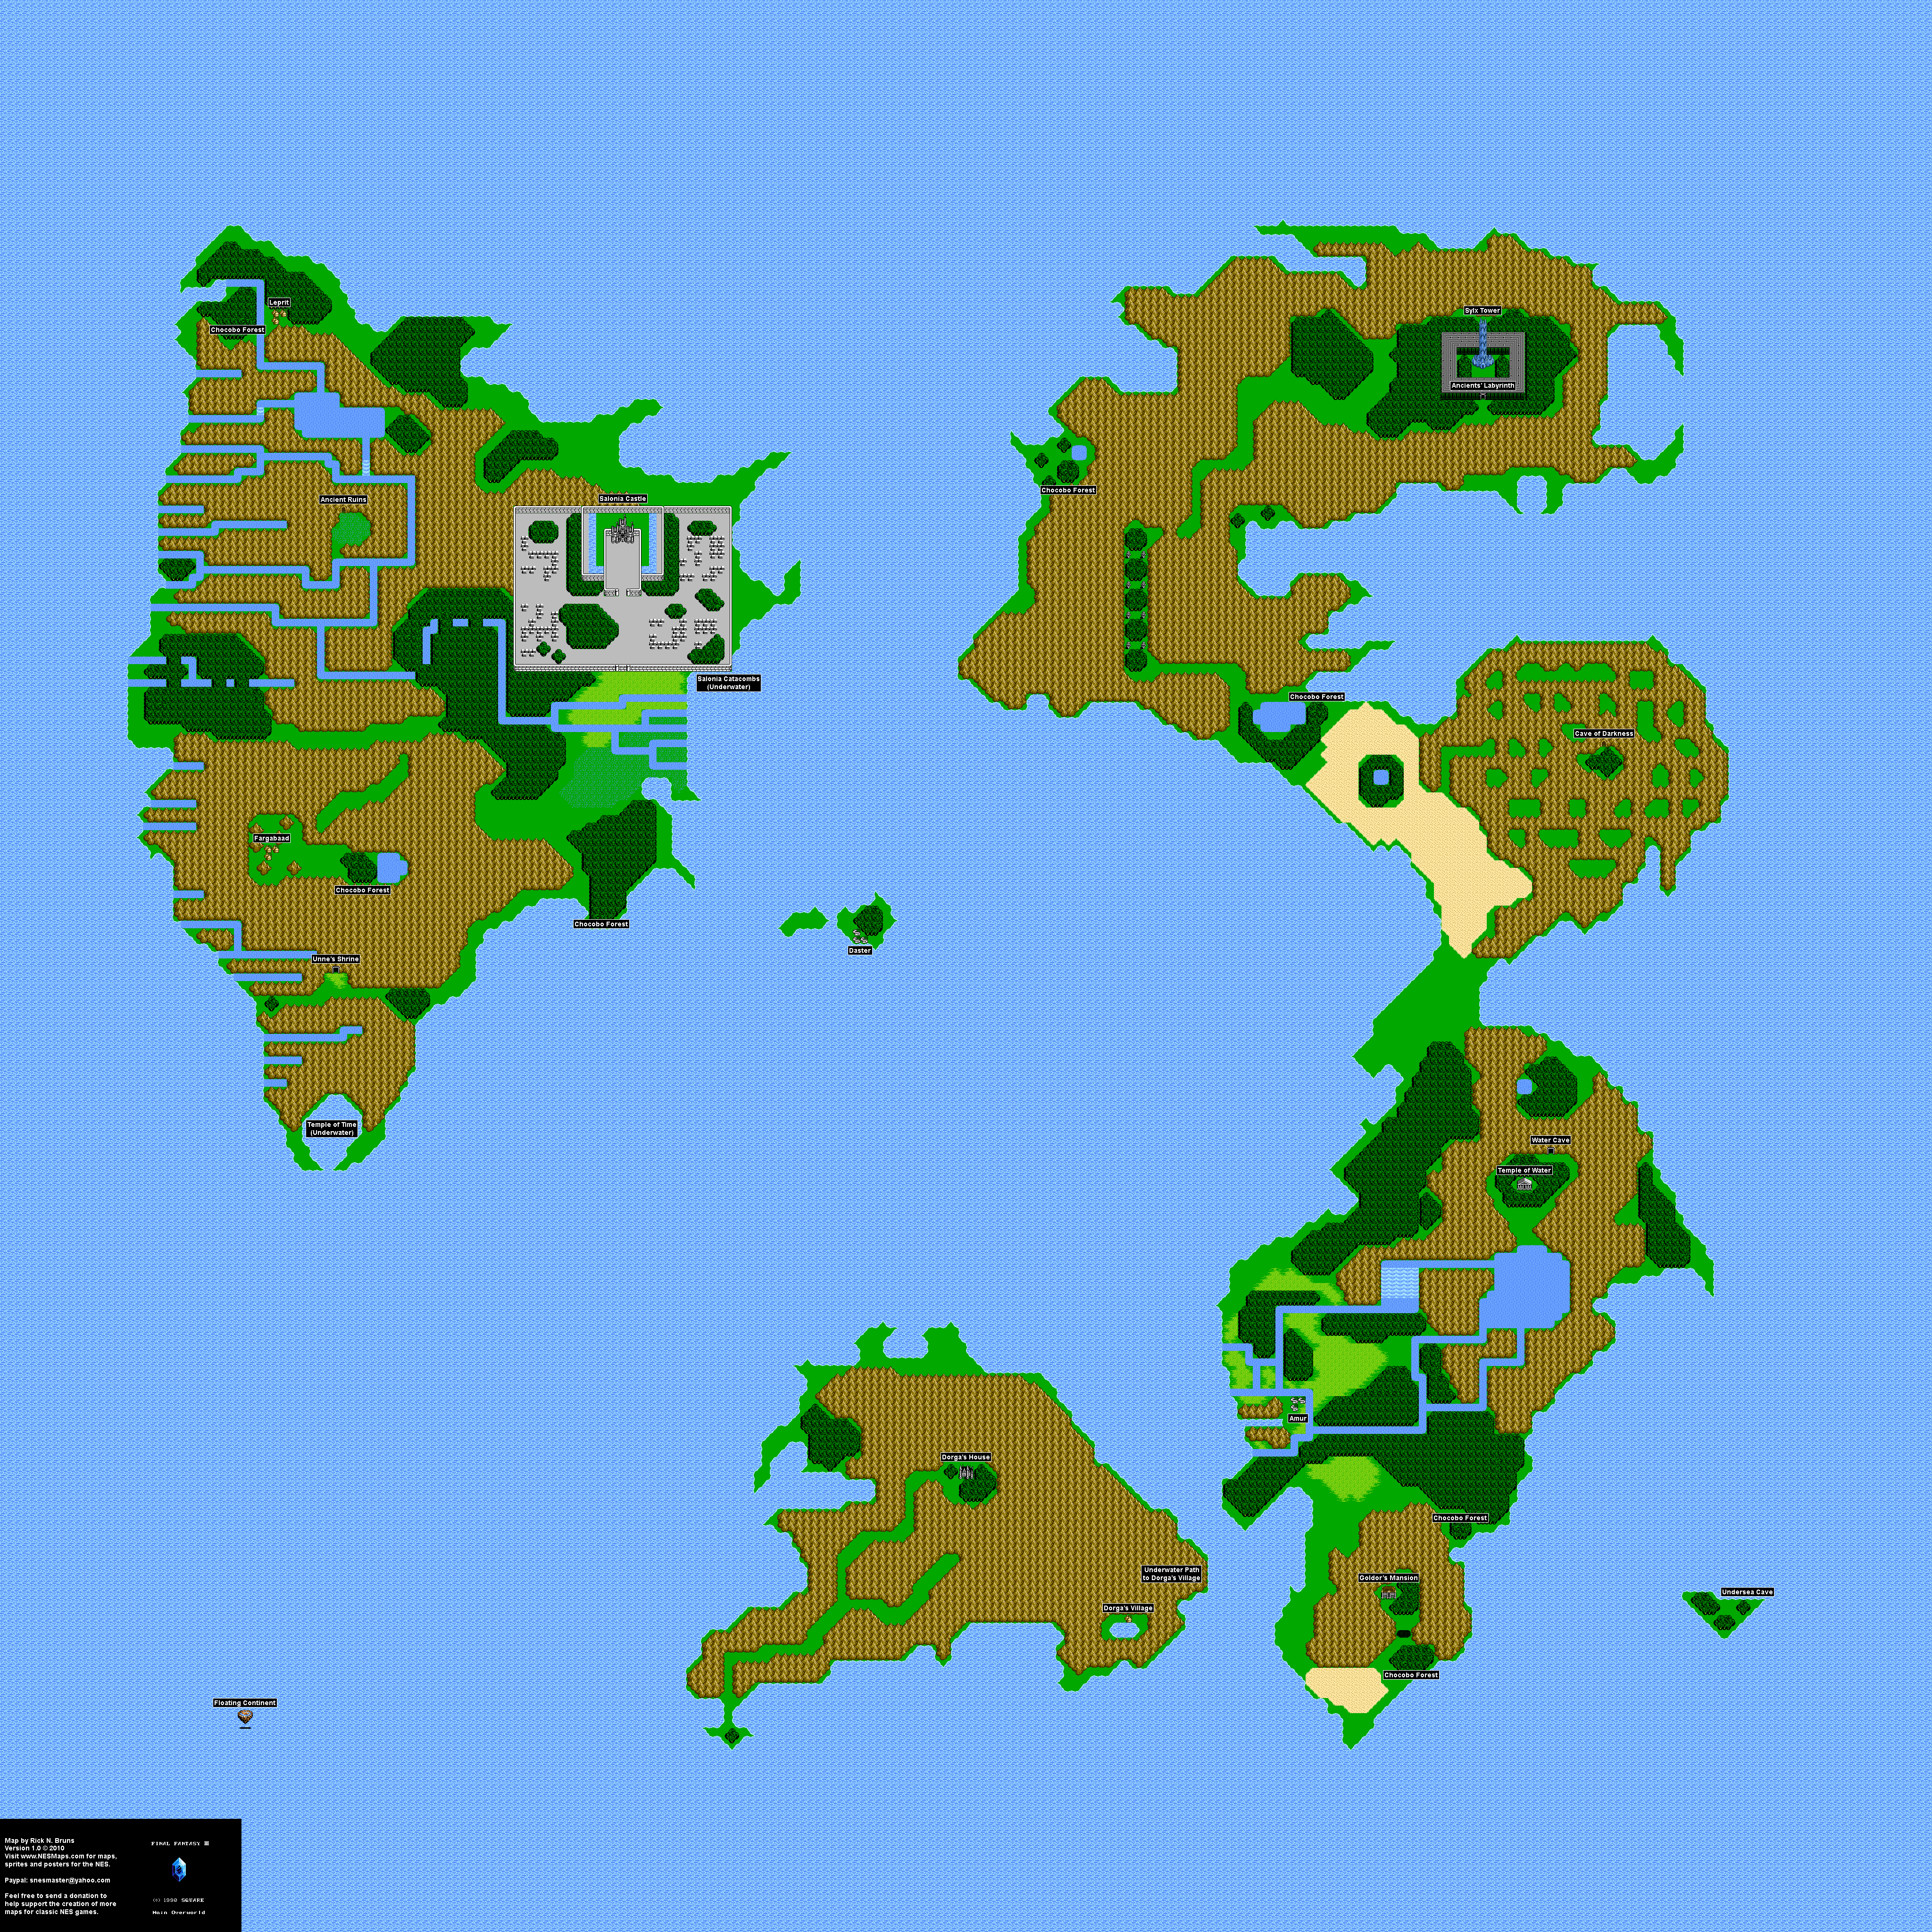 Leprit
Chocobo Forest
Sylx Tower
Ancients' Labyrinth
Ancient Ruins
Salonia Castle
Chocobo Forest
Salonia Catacombs
(Underwater)
Chocobo Forest
Cave of Darkness
Fargabaad
Chocobo Forest
Chocobo Forest
Daster
Unne's Shrine
Temple of Time
(Underwater)
Water Cave
Temple of Water
Amur
Dorga's House
Chocobo Forest
Underwater Path
to Dorga's Village
Goldor's Mansion
Undersea Cave
Dorga's Village
Chocobo Forest
Floating Continent
Map by Rick N. Bruns
Version 1.0 © 2010
Visit www.NESMaps.com for maps,
sprites and posters for the NES.
Paypal: snesmaster@yahoo.com
Feel free to send a donation to
help support the creation of more
maps for classic NES games.
FINAL FANTASY III
(C) 1990 SQUARE
Main Overworld